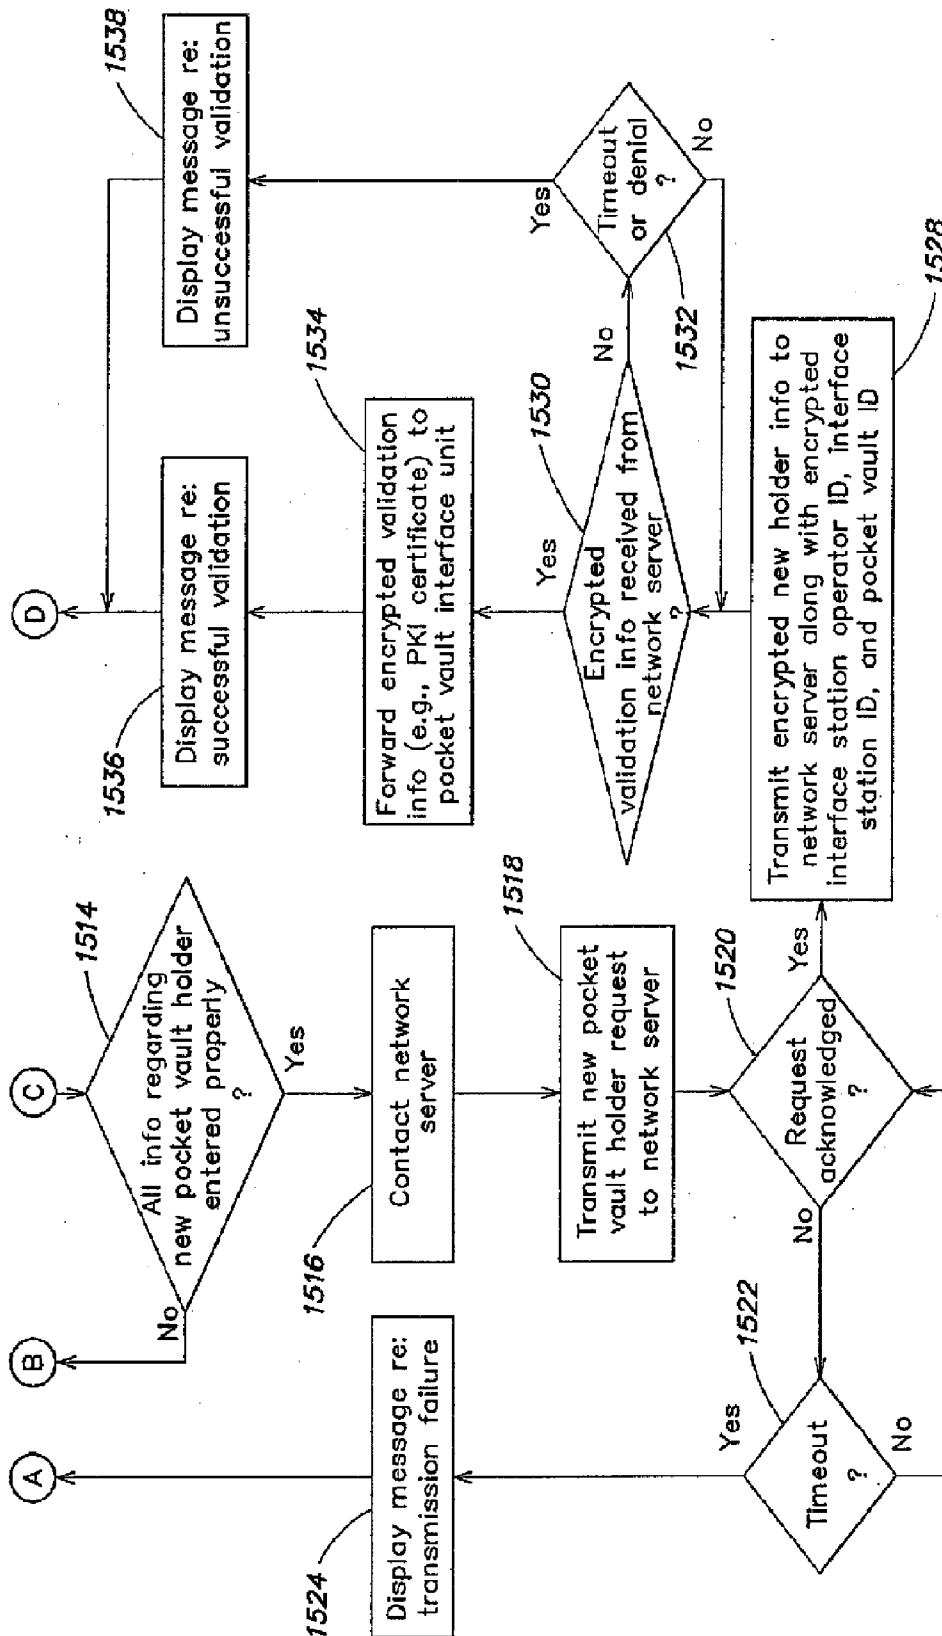 A
B
C
D
1514
All info regarding
new pocket vault holder
entered properly
?
No
Yes
1516
Contact network
server
1518
Transmit new pocket
vault holder request
to network server
1520
Request
acknowledged
?
No
Yes
1522
Timeout
?
Yes
No
1524
Display message re:
transmission failure
1528
Transmit encrypted new holder info to
network server along with encrypted
interface station operator ID, interface
station ID, and pocket vault ID
1530
Encrypted
validation info received from
network server
?
Yes
No
1532
Timeout
or denial
?
Yes
No
1534
Forward encrypted validation
info (e.g., PKI certificate) to
pocket vault interface unit
1536
Display message re:
successful validation
1538
Display message re:
unsuccessful validation